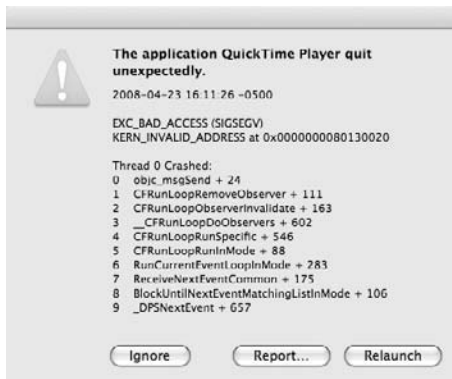 The application QuickTime Player quit
unexpectedly.
2008-04-23 16:11:26 -0500
EXC_BAD_ACCESS (SIGSEGV)
KERN_INVALID_ADDRESS at 0x0000000080130020
Thread 0 Crashed:
0 objc_msgSend + 24
1 CFRunLoopRemoveObserver + 111
2 CFRunLoopObserverInvalidate + 163
3 __CFRunLoopDoObservers + 602
4 CFRunLoopRunSpecific + 546
5 CFRunLoopRunInMode + 88
6 RunCurrentEventLoopInMode + 283
7 ReceiveNextEventCommon + 175
8 BlockUntilNextEventMatchingListInMode + 106
9 _DPSNextEvent + 657
Ignore Report... Relaunch